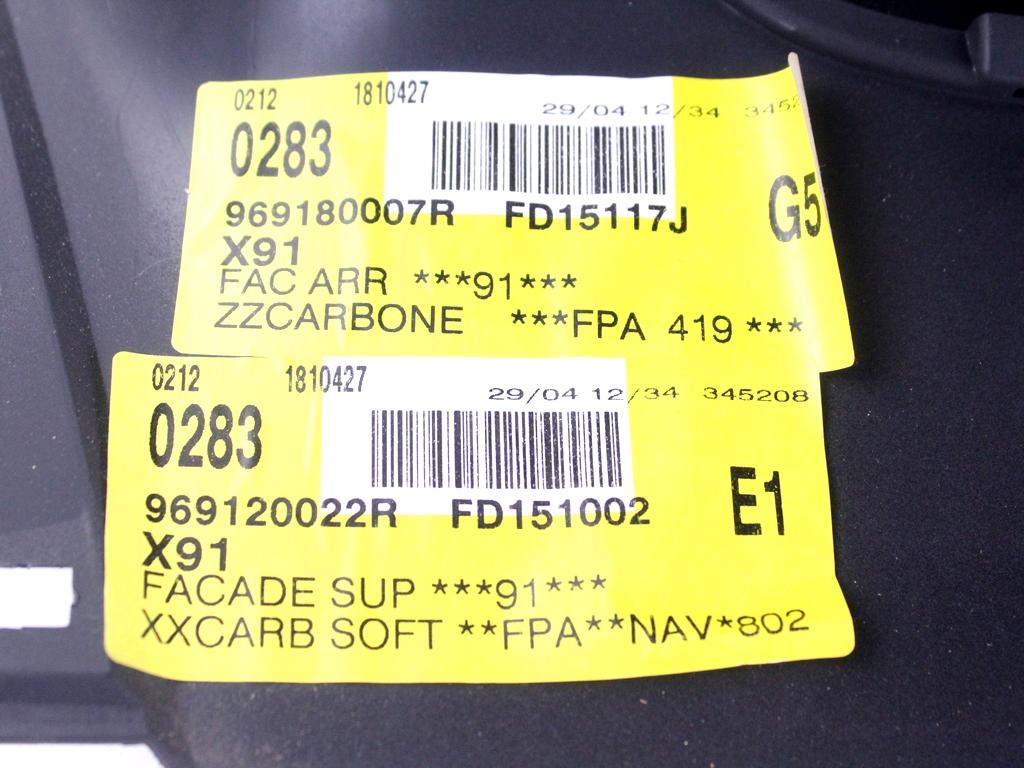 0212 1810427 29/04 12/34 3452
0283
969180007R FD15117J G5
X91
FAC ARR ***91***
ZZCARBONE ***FPA 419 ***
0212 1810427 29/04 12/34 345208
0283
969120022R FD151002 E1
X91
FACADE SUP ***91***
XXCARB SOFT **FPA**NAV*802